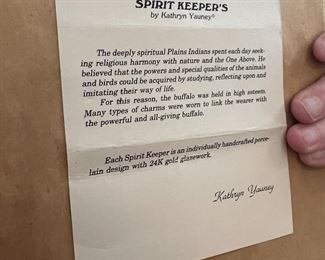 SPIRIT KEEPER'S
by Kathryn Yauney©
The deeply spiritual Plains Indians spent each day seek-
ing religious harmony with nature and the One Above. He
believed that the powers and special qualities of the animals
and birds could be acquired by studying, reflecting upon and
imitating their way of life.
For this reason, the buffalo was held in high esteem.
Many types of charms were worn to link the wearer with
the powerful and all-giving buffalo.
Each Spirit Keeper is an individually handcrafted porce-
lain design with 24K gold glazework.
Kathryn Yauney